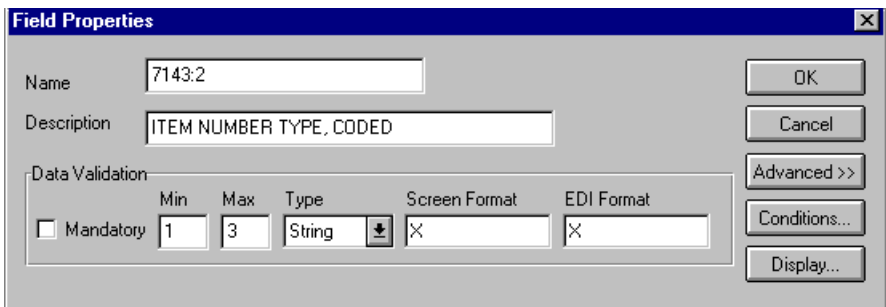 Field Properties
Name 7143:2 OK
Description ITEM NUMBER TYPE, CODED Cancel
Data Validation Advanced >>
Min Max Type Screen Format EDI Format
Mandatory 1 3 String X X Conditions...
Display...